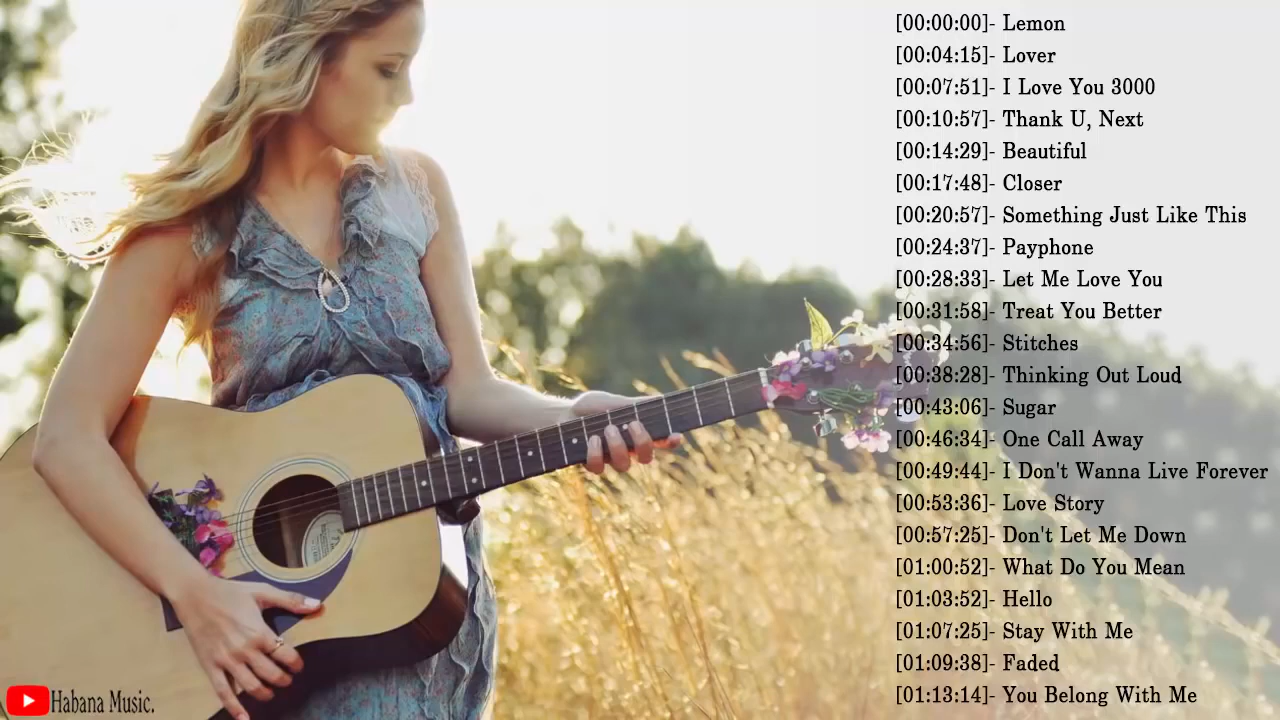 [00:00:00]- Lemon
[00:04:15]- Lover
[00:07:51]- I Love You 3000
[00:10:57]- Thank U, Next
[00:14:29]- Beautiful
[00:17:48]- Closer
[00:20:57]- Something Just Like This
[00:24:37]- Payphone
[00:28:33]- Let Me Love You
[00:31:58]- Treat You Better
[00:34:56]- Stitches
[00:38:28]- Thinking Out Loud
[00:43:06]- Sugar
[00:46:34]- One Call Away
[00:49:44]- I Don't Wanna Live Forever
[00:53:36]- Love Story
[00:57:25]- Don't Let Me Down
[01:00:52]- What Do You Mean
[01:03:52]- Hello
[01:07:25]- Stay With Me
[01:09:38]- Faded
[01:13:14]- You Belong With Me
Habana Music.